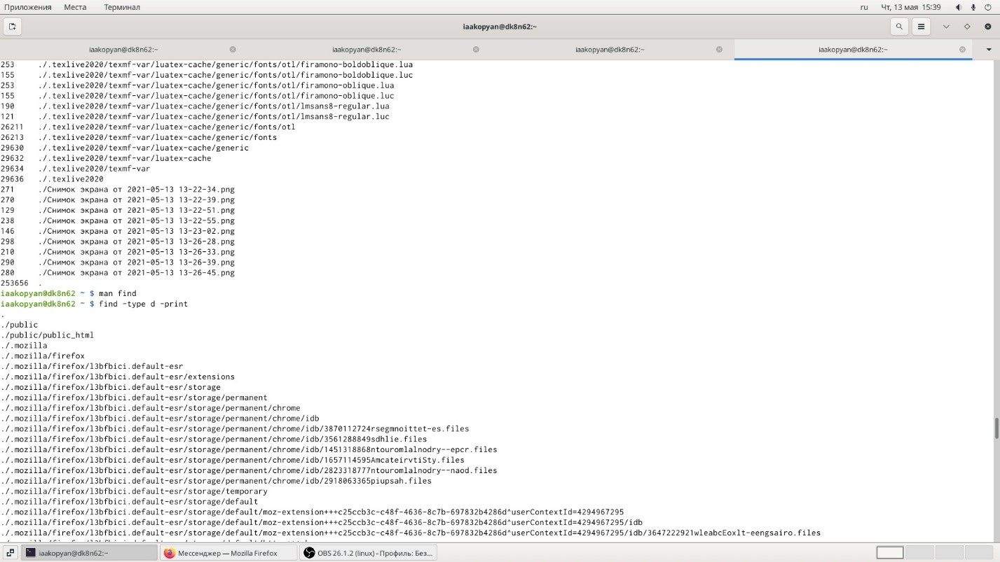 Приложения Места Терминал ru Чт, 13 мая 15:39
iaakopyan@dk8n62:~
iaakopyan@dk8n62:~ iaakopyan@dk8n62:~ iaakopyan@dk8n62:~ iaakopyan@dk8n62:~
253 ./.texlive2020/texmf-var/luatex-cache/generic/fonts/otl/firamono-boldoblique.lua
155 ./.texlive2020/texmf-var/luatex-cache/generic/fonts/otl/firamono-boldoblique.luc
253 ./.texlive2020/texmf-var/luatex-cache/generic/fonts/otl/firamono-oblique.lua
155 ./.texlive2020/texmf-var/luatex-cache/generic/fonts/otl/firamono-oblique.luc
190 ./.texlive2020/texmf-var/luatex-cache/generic/fonts/otl/lmsans8-regular.lua
121 ./.texlive2020/texmf-var/luatex-cache/generic/fonts/otl/lmsans8-regular.luc
26211 ./.texlive2020/texmf-var/luatex-cache/generic/fonts/otl
26213 ./.texlive2020/texmf-var/luatex-cache/generic/fonts
29630 ./.texlive2020/texmf-var/luatex-cache/generic
29632 ./.texlive2020/texmf-var/luatex-cache
29634 ./.texlive2020/texmf-var
29636 ./.texlive2020
271 ./Снимок экрана от 2021-05-13 13-22-34.png
270 ./Снимок экрана от 2021-05-13 13-22-39.png
129 ./Снимок экрана от 2021-05-13 13-22-51.png
238 ./Снимок экрана от 2021-05-13 13-22-55.png
146 ./Снимок экрана от 2021-05-13 13-23-02.png
298 ./Снимок экрана от 2021-05-13 13-26-28.png
210 ./Снимок экрана от 2021-05-13 13-26-33.png
290 ./Снимок экрана от 2021-05-13 13-26-39.png
280 ./Снимок экрана от 2021-05-13 13-26-45.png
253656 .
iaakopyan@dk8n62 ~ $ man find
iaakopyan@dk8n62 ~ $ find -type d -print
.
./public
./public/public_html
./.mozilla
./.mozilla/firefox
./.mozilla/firefox/l3bfbici.default-esr
./.mozilla/firefox/l3bfbici.default-esr/extensions
./.mozilla/firefox/l3bfbici.default-esr/storage
./.mozilla/firefox/l3bfbici.default-esr/storage/permanent
./.mozilla/firefox/l3bfbici.default-esr/storage/permanent/chrome
./.mozilla/firefox/l3bfbici.default-esr/storage/permanent/chrome/idb
./.mozilla/firefox/l3bfbici.default-esr/storage/permanent/chrome/idb/3870112724rsegmnoittet-es.files
./.mozilla/firefox/l3bfbici.default-esr/storage/permanent/chrome/idb/3561288849sdhlie.files
./.mozilla/firefox/l3bfbici.default-esr/storage/permanent/chrome/idb/1451318868ntouromlalnodry--epcr.files
./.mozilla/firefox/l3bfbici.default-esr/storage/permanent/chrome/idb/1657114595AmcateirvtiSty.files
./.mozilla/firefox/l3bfbici.default-esr/storage/permanent/chrome/idb/2823318777ntouromlalnodry--naod.files
./.mozilla/firefox/l3bfbici.default-esr/storage/permanent/chrome/idb/2918063365piupsah.files
./.mozilla/firefox/l3bfbici.default-esr/storage/temporary
./.mozilla/firefox/l3bfbici.default-esr/storage/default
./.mozilla/firefox/l3bfbici.default-esr/storage/default/moz-extension+++c25ccb3c-c48f-4636-8c7b-697832b4286d^userContextId=4294967295
./.mozilla/firefox/l3bfbici.default-esr/storage/default/moz-extension+++c25ccb3c-c48f-4636-8c7b-697832b4286d^userContextId=4294967295/idb
./.mozilla/firefox/l3bfbici.default-esr/storage/default/moz-extension+++c25ccb3c-c48f-4636-8c7b-697832b4286d^userContextId=4294967295/idb/3647222921wleabcEoxlt-eengsairo.files
iaakopyan@dk8n62:~ Мессенджер — Mozilla Firefox OBS 26.1.2 (linux) - Профиль: Без...